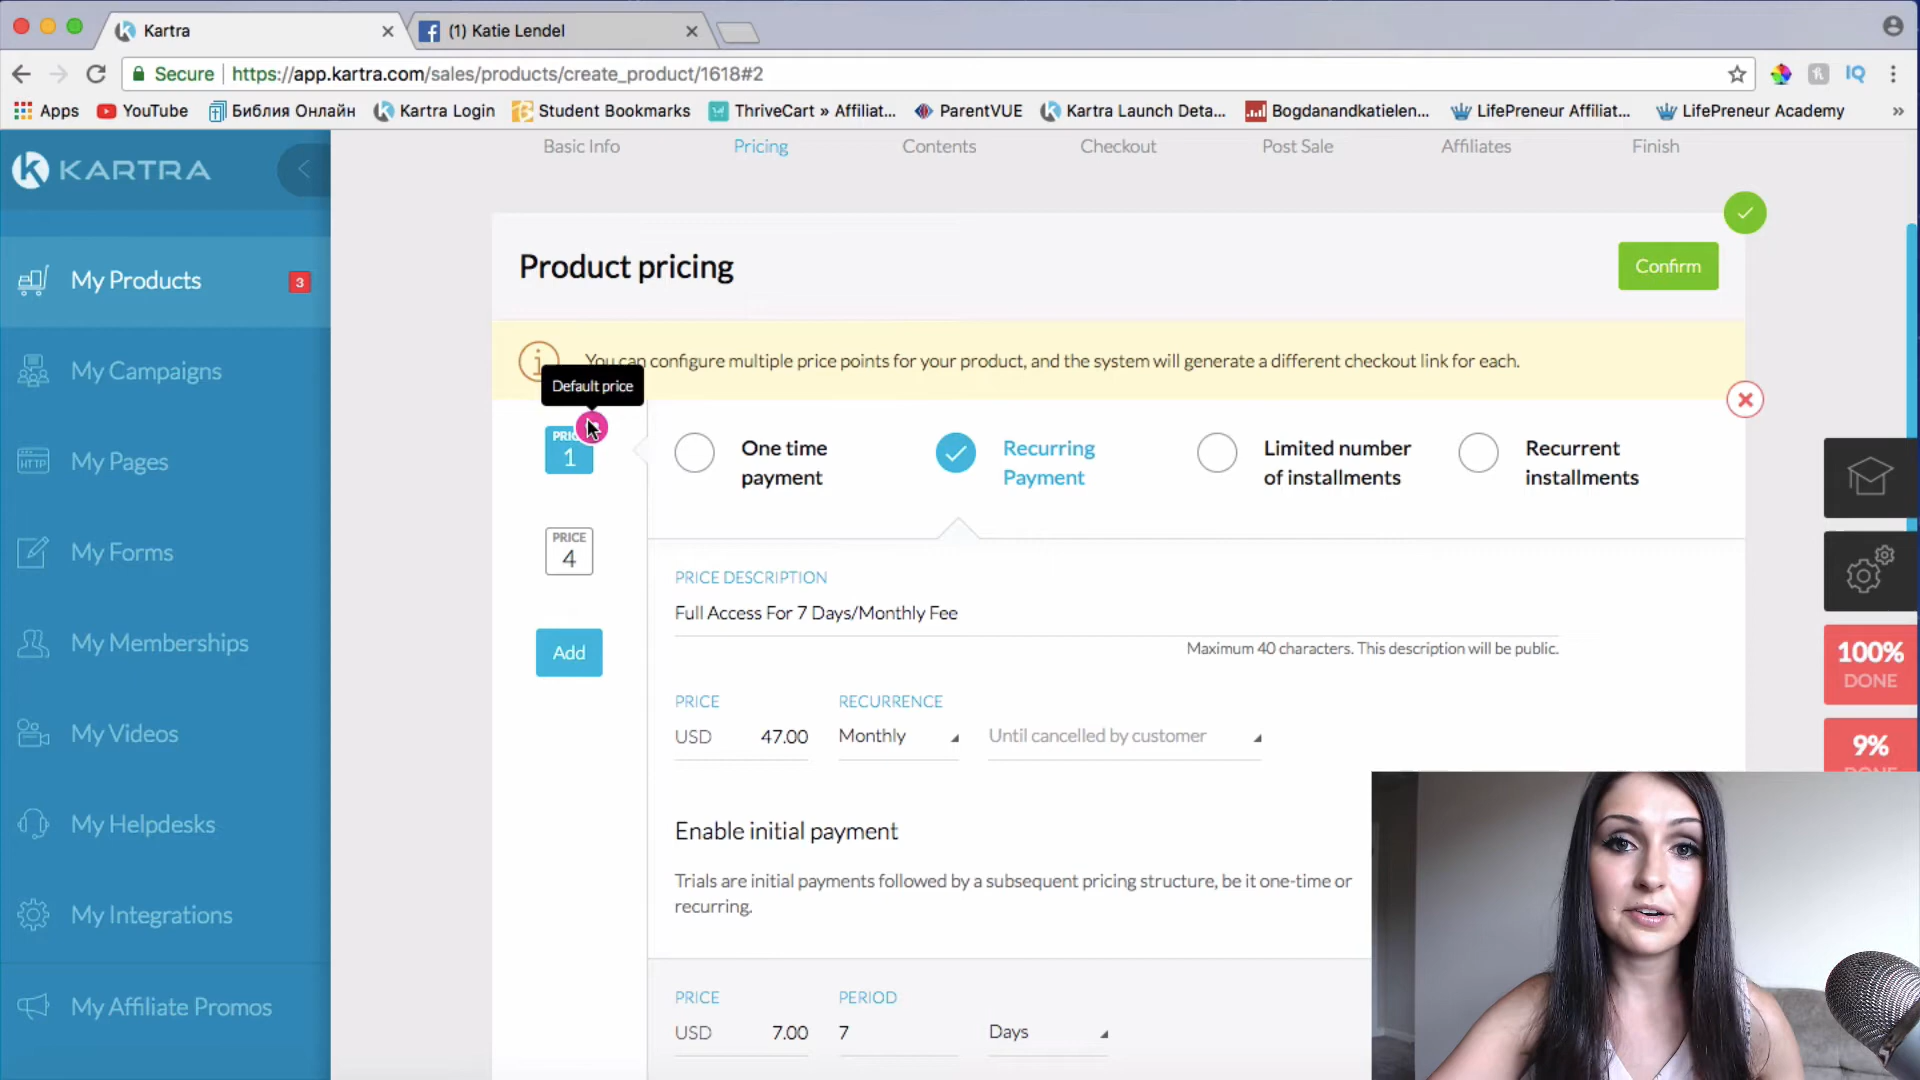 Kartra
(1) Katie Lendel
Secure
https://app.kartra.com/sales/products/create_product/1618#2
IQ
Apps
YouTube
Библия Онлайн
Kartra Login
Student Bookmarks
ThriveCart » Affiliat...
ParentVUE
Kartra Launch Deta...
Bogdanandkatielen...
LifePreneur Affiliat...
LifePreneur Academy
»
KARTRA
Basic Info
Pricing
Contents
Checkout
Post Sale
Affiliates
Finish
My Products
3
My Campaigns
HTTP
My Pages
My Forms
My Memberships
My Videos
My Helpdesks
My Integrations
My Affiliate Promos
Product pricing
Confirm
You can configure multiple price points for your product, and the system will generate a different checkout link for each.
Default price
1
PRICE
4
Add
One time
payment
Recurring
Payment
Limited number
of installments
Recurrent
installments
PRICE DESCRIPTION
Full Access For 7 Days/Monthly Fee
Maximum 40 characters. This description will be public.
PRICE
RECURRENCE
USD
47.00
Monthly
Until cancelled by customer
Enable initial payment
Trials are initial payments followed by a subsequent pricing structure, be it one-time or
recurring.
PRICE
PERIOD
USD
7.00
7
Days
100%
DONE
9%